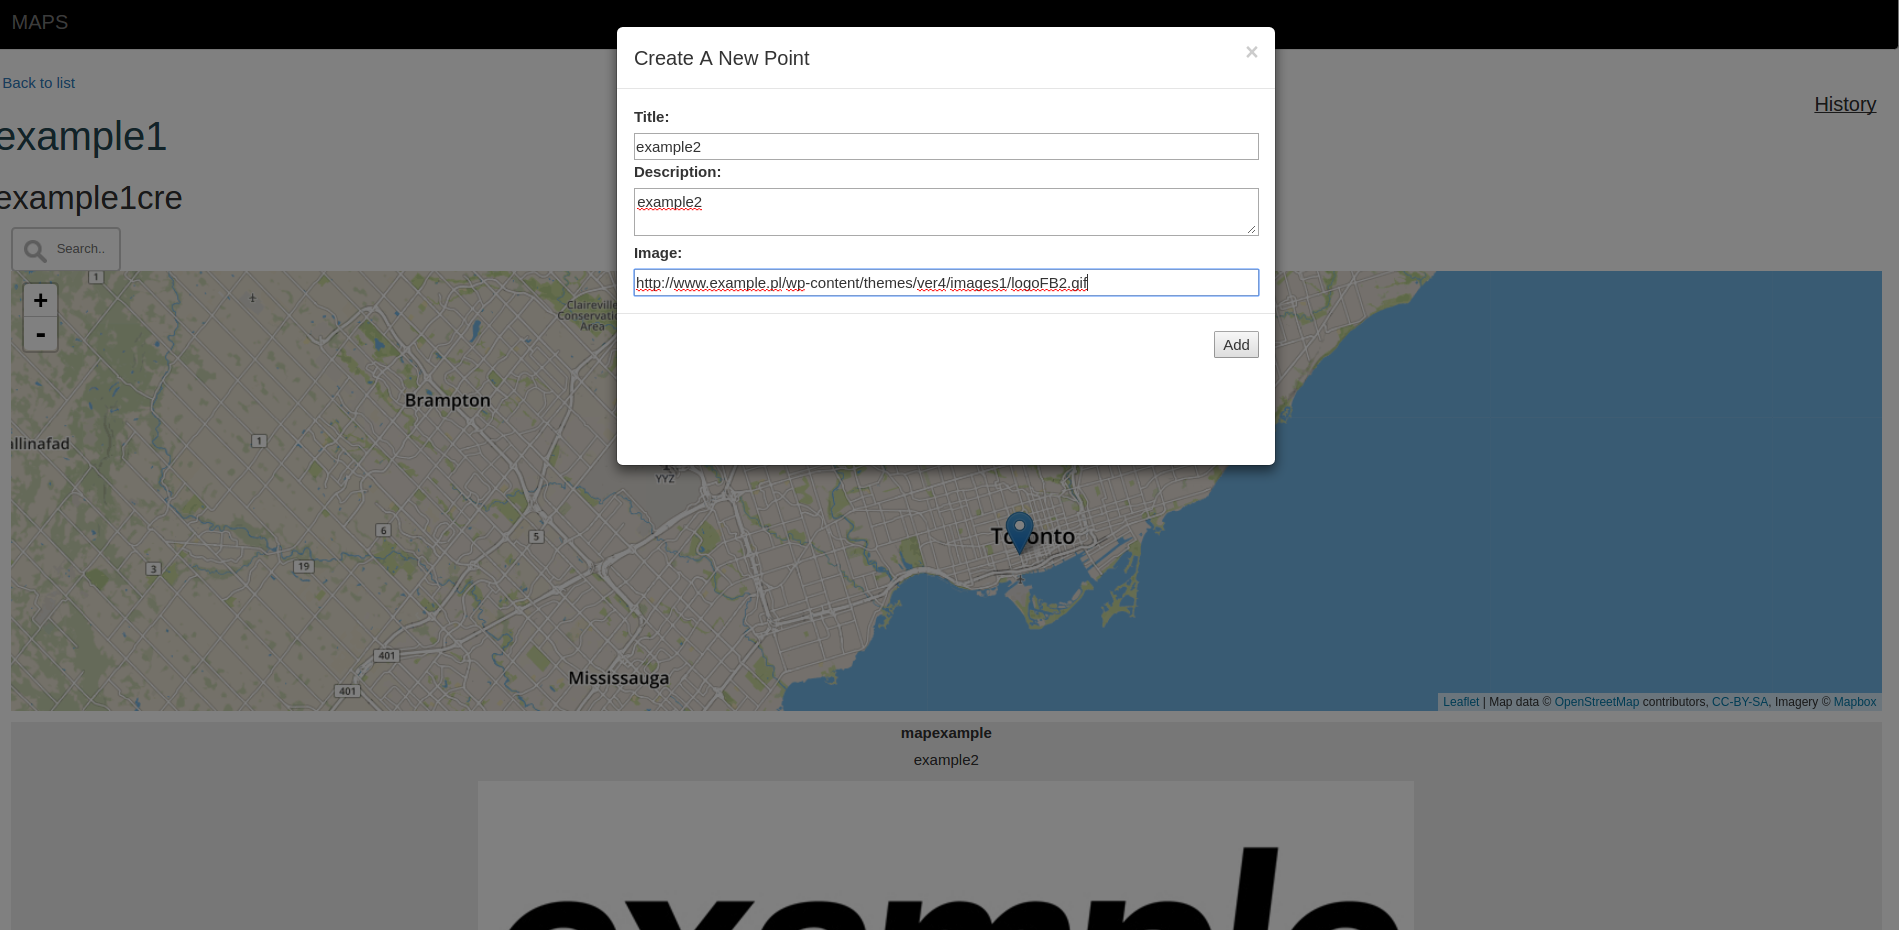 MAPS
Create A New Point
×
Back to list
History
example1
example1cre
Search..
Title:
example2
Description:
example2
Image:
http://www.example.pl/wp-content/themes/ver4/images1/logoFB2.gif
Add
+
-
1
Claireville
Conservation
Area
Brampton
1
allinafad
YYZ
6
5
3
19
Toronto
401
401
Mississauga
Leaflet | Map data © OpenStreetMap contributors, CC-BY-SA, Imagery © Mapbox
mapexample
example2
example